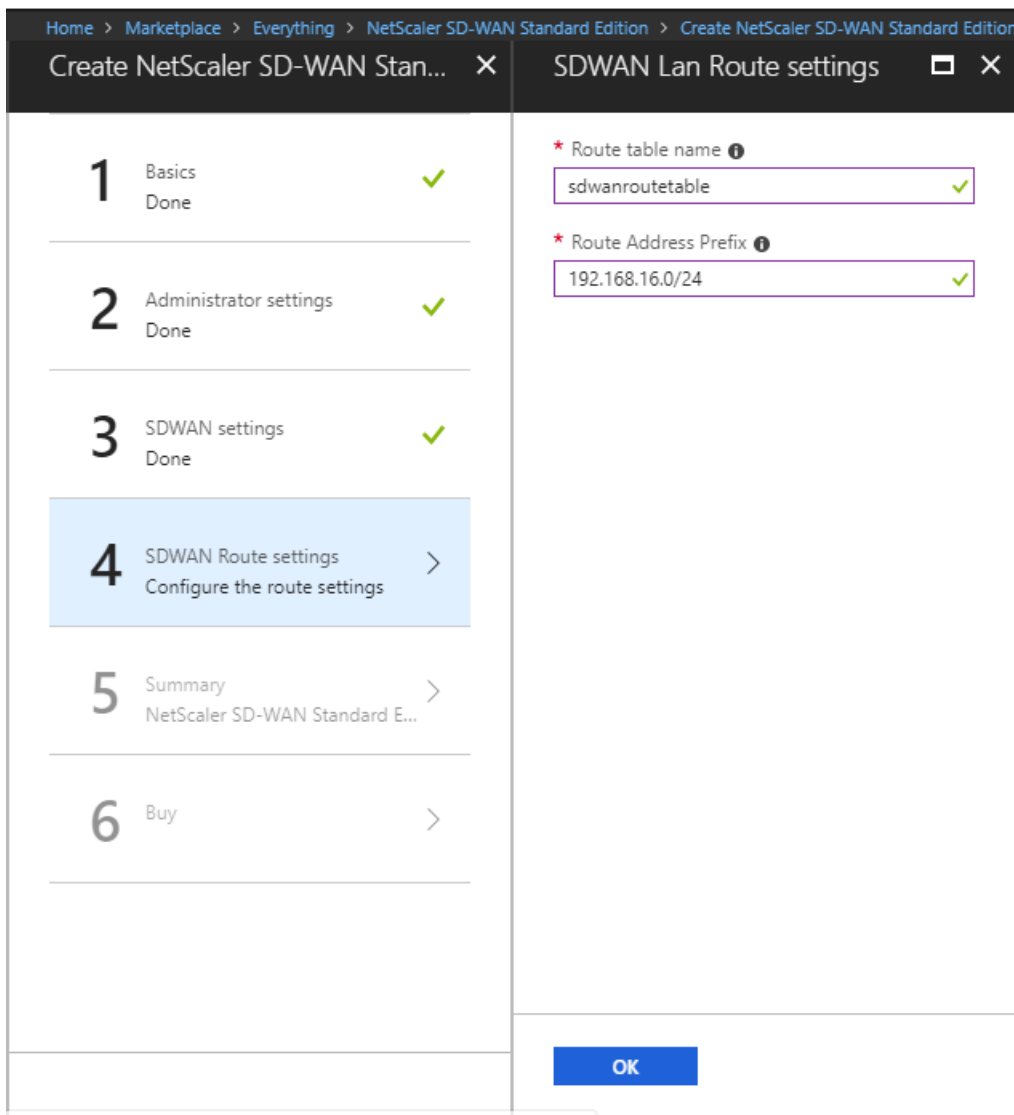 Home > Marketplace > Everything > NetScaler SD-WAN Standard Edition > Create NetScaler SD-WAN Standard Edition
Create NetScaler SD-WAN Stan...
1
Basics
Done
2
Administrator settings
Done
3
SDWAN settings
Done
4
SDWAN Route settings
Configure the route settings
5
Summary
NetScaler SD-WAN Standard E...
6
Buy
SDWAN Lan Route settings
* Route table name
sdwanroutetable
* Route Address Prefix
192.168.16.0/24
OK